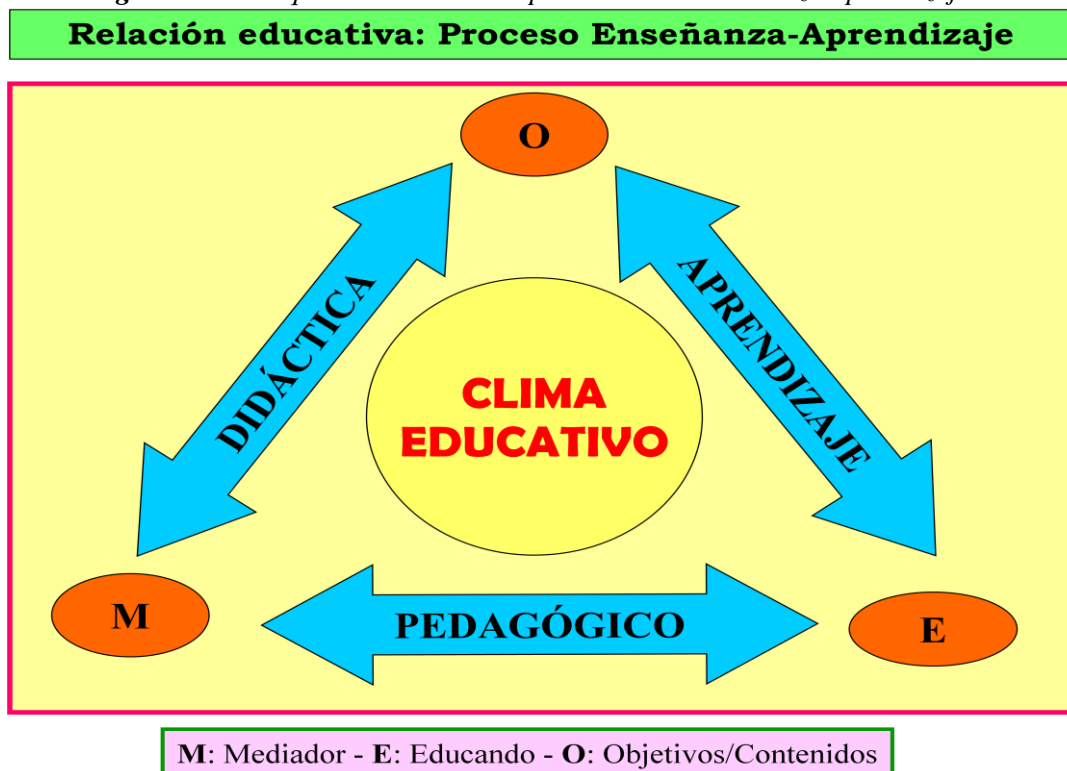 Relación educativa: Proceso Enseñanza-Aprendizaje
O
DIDÁCTICA
APRENDIZAJE
CLIMA
EDUCATIVO
M
PEDAGÓGICO
E
M: Mediador - E: Educando - O: Objetivos/Contenidos